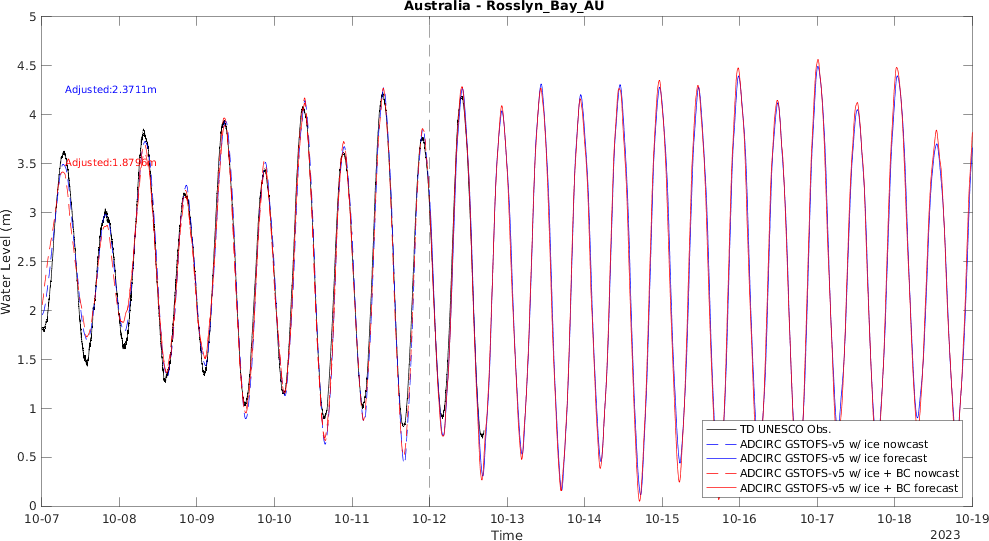 Australia - Rosslyn_Bay_AU
5
4.5
4
3.5
3
2.5
2
1.5
1
0.5
0
Water Level (m)
Adjusted:2.3711m
TD UNESCO Obs.
ADCIRC GSTOFS-v5 w/ ice nowcast
ADCIRC GSTOFS-v5 w/ ice forecast
ADCIRC GSTOFS-v5 w/ ice + BC nowcast
ADCIRC GSTOFS-v5 w/ ice + BC forecast
10-07 10-08 10-09 10-10 10-11 10-12 10-13 10-14 10-15 10-16 10-17 10-18 10-19
Time
2023